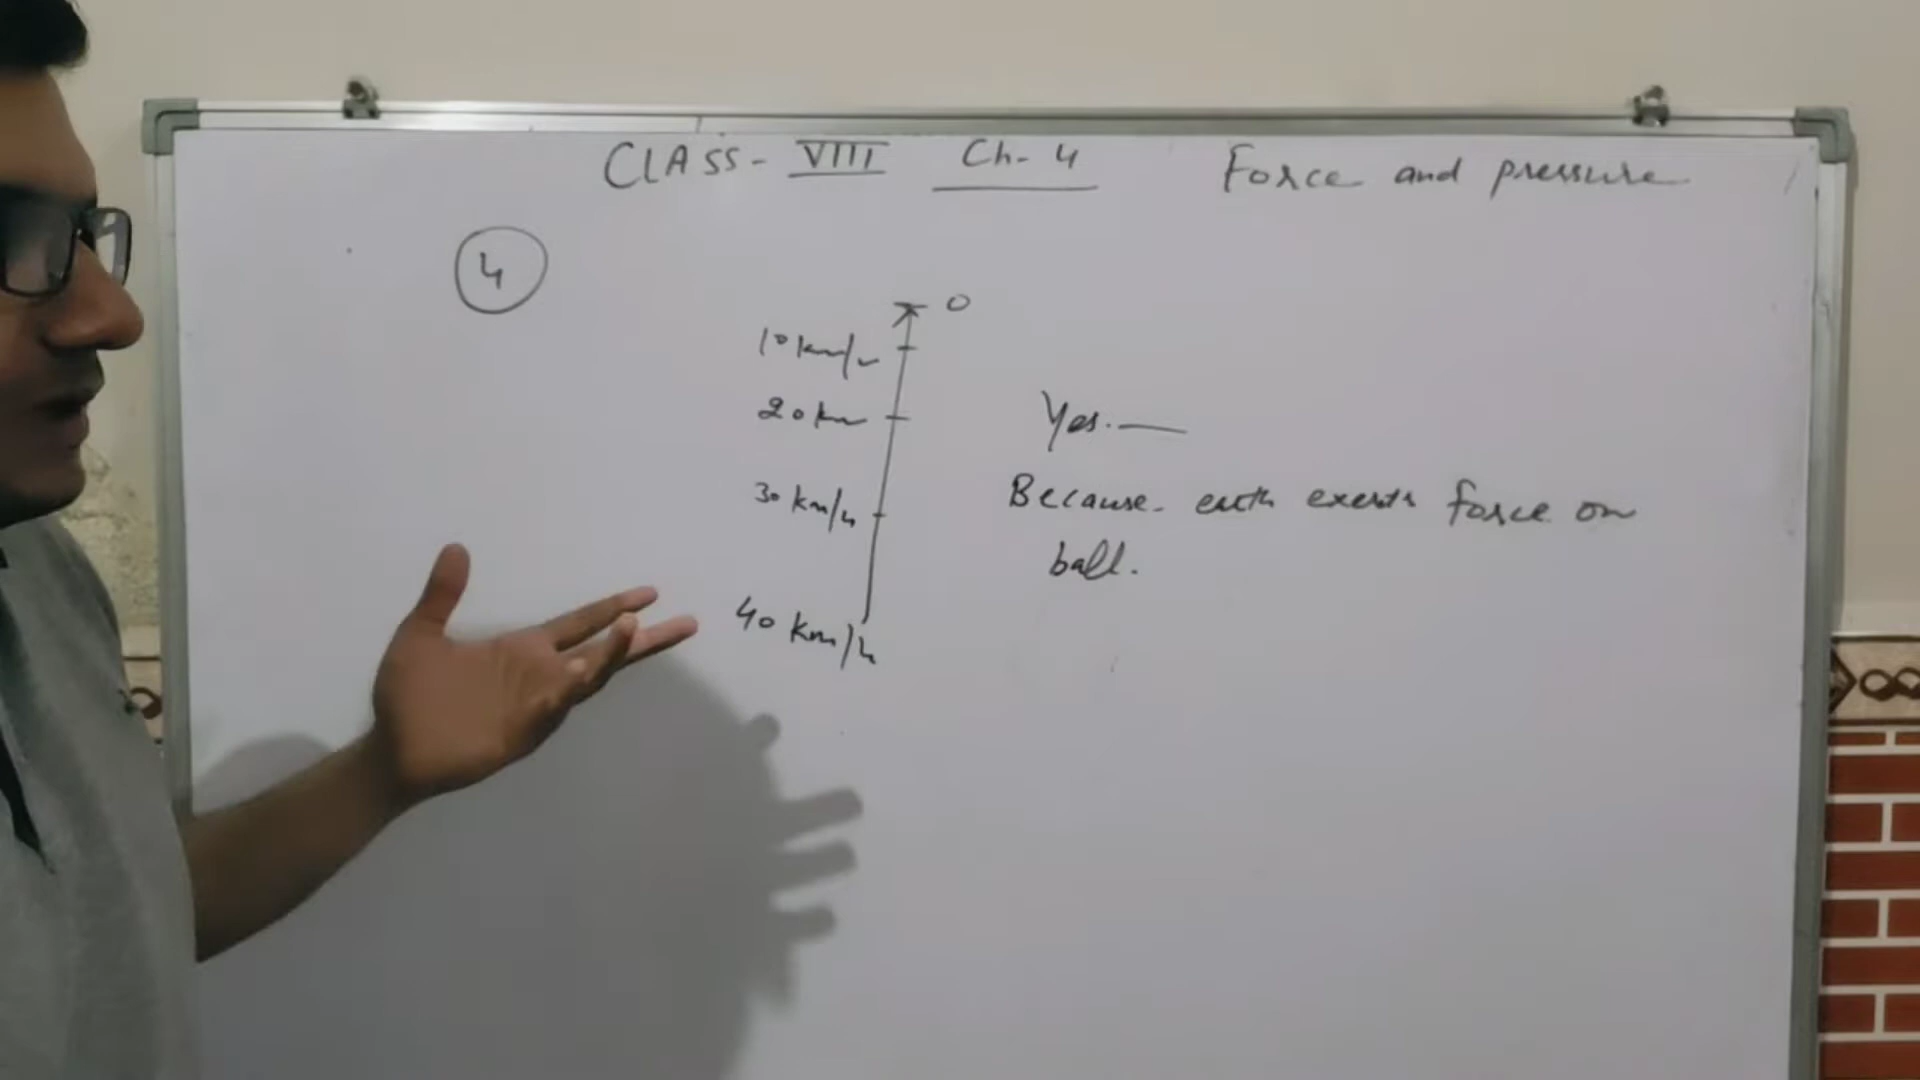 CLASS- VIII Ch- 4 Force and pressure
4
0
10 km/h
20 km
Yes.—
30 km/h
Because earth exerts force on
ball.
40 km/h